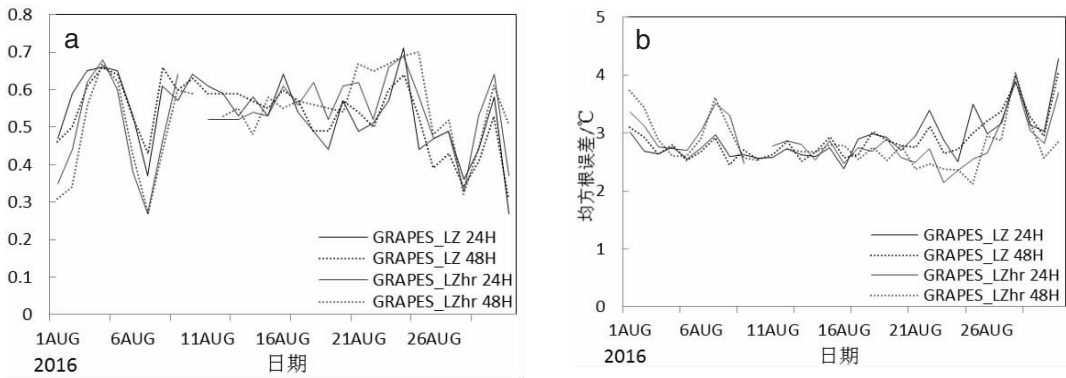 a
0.8
0.7
0.6
0.5
0.4
0.3
0.2
0.1
0
GRAPES_LZ 24H
GRAPES_LZ 48H
GRAPES_LZhr 24H
GRAPES_LZhr 48H
1AUG 6AUG 11AUG 16AUG 21AUG 26AUG
2016
日期
b
5
4
3
2
1
0
均方根误差/℃
GRAPES_LZ 24H
GRAPES_LZ 48H
GRAPES_LZhr 24H
GRAPES_LZhr 48H
1AUG 6AUG 11AUG 16AUG 21AUG 26AUG
2016
日期